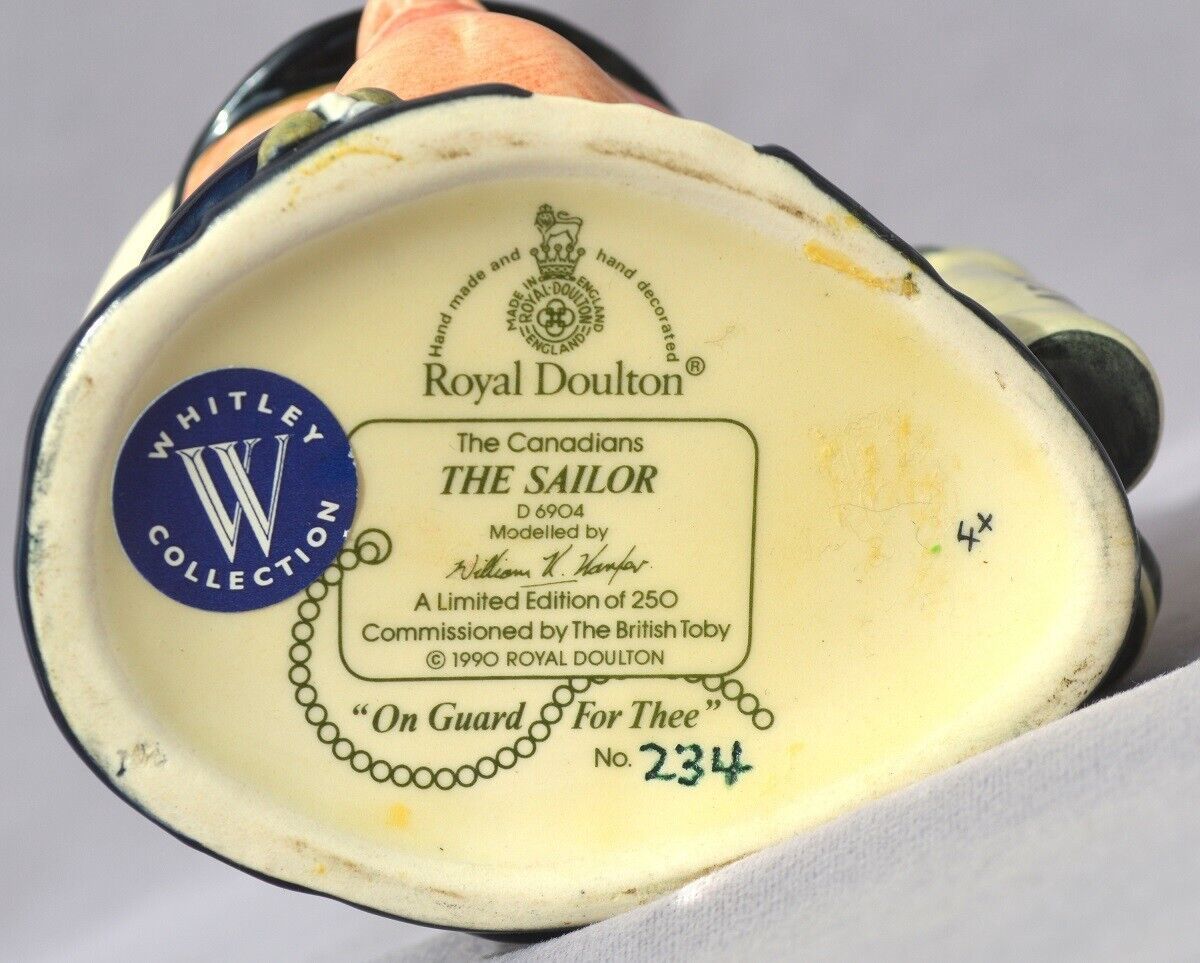 Hand made and hand decorated
MADE IN ENGLAND
ROYAL·DOULTON
ENGLAND
Royal Doulton®
WHITLEY
W
COLLECTION
The Canadians
THE SAILOR
D 6904
Modelled by
William K. Harper
A Limited Edition of 250
Commissioned by The British Toby
© 1990 ROYAL DOULTON
"On Guard For Thee"
No. 234
4x